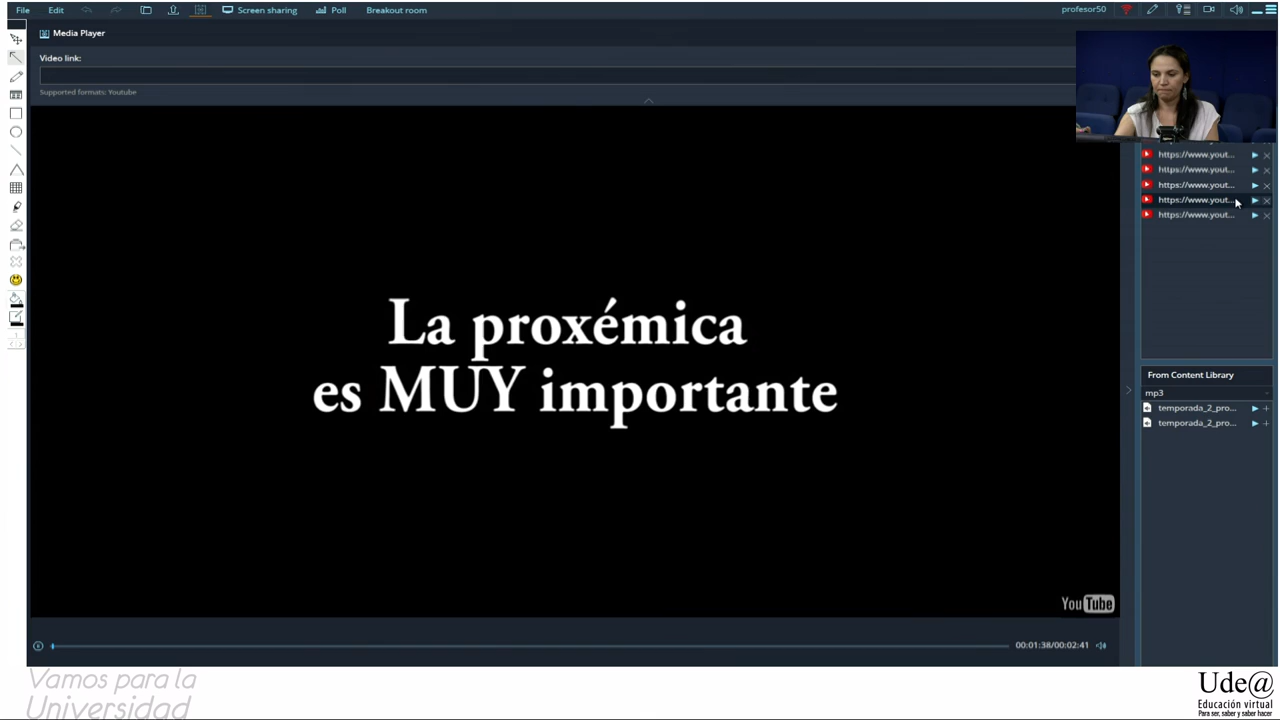 File Edit Screen sharing Poll Breakout room profesor50
Media Player
Video link:
Supported formats: Youtube
https://www.yout...
https://www.yout...
https://www.yout...
https://www.yout...
https://www.yout...
La proxémica
es MUY importante
From Content Library
mp3
temporada_2_pro...
temporada_2_pro...
YouTube
00:01:38/00:02:41
Vamos para la
Universidad
Ude@
Educación virtual
Para ser, saber y saber hacer